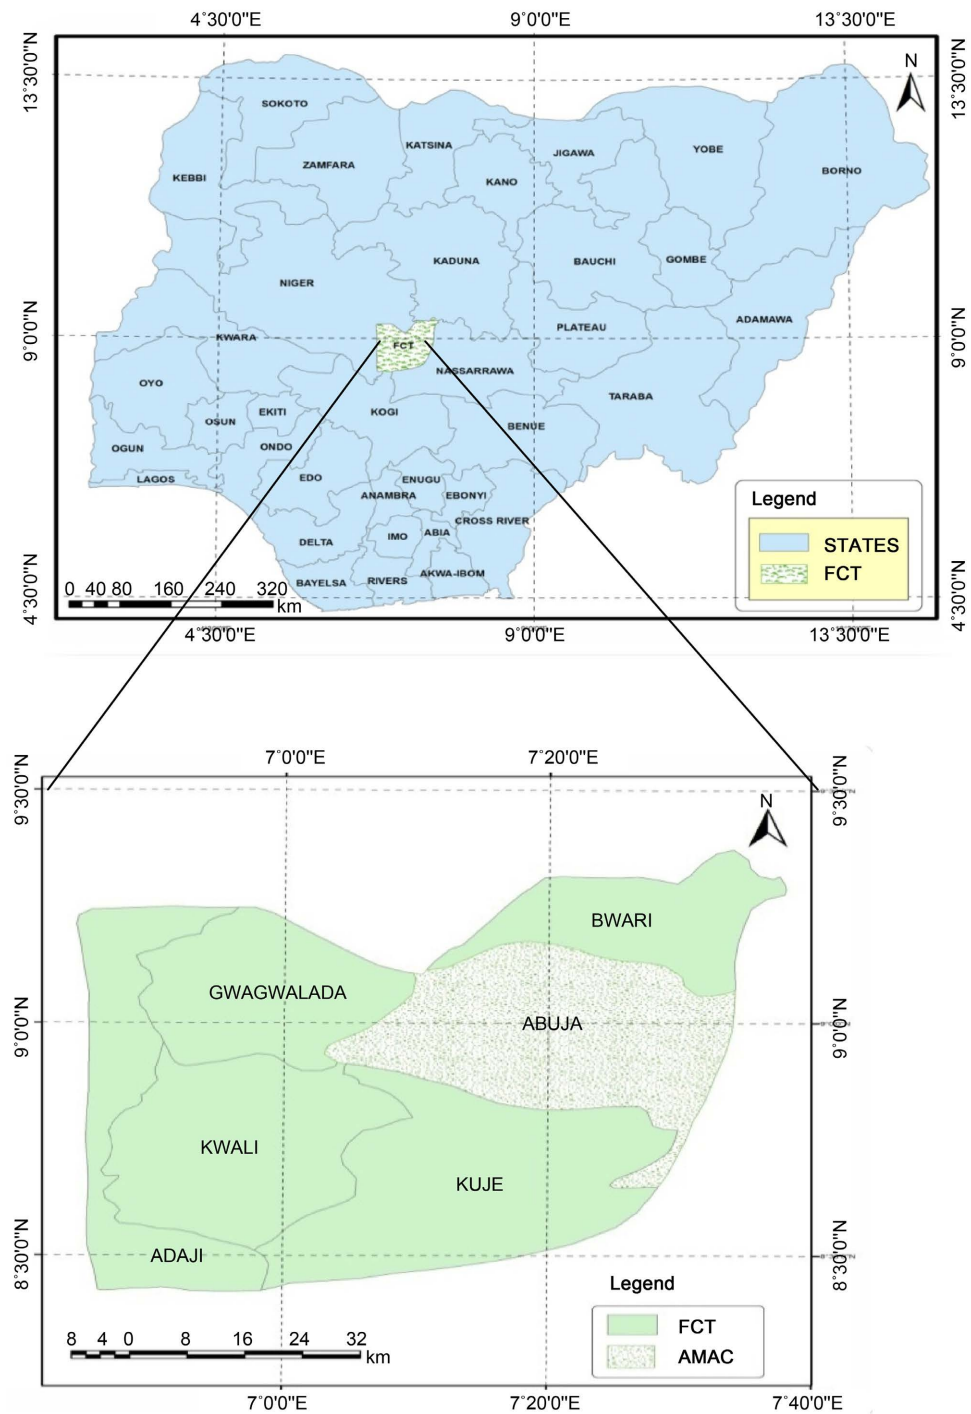 4°30'0"E 9°00'0"E 13°30'0"E
13°30'0"N 13°30'0"N
N
SOKOTO
KATSINA
YOBE
JIGAWA
ZAMFARA
BORNO
KEBBI
KANO
KADUNA
BAUCHI
GOMBE
NIGER
ADAMAWA
PLATEAU
9°00'0"N 9°00'0"N
KWARA
FCT
NASSARRAWA
OYO
TARABA
EKITI
KOGI
OSUN
BENUE
OGUN
ONDO
LAGOS
EDO
ENUGU
ANAMBRA
EBONYI
CROSS RIVER
ABIA
IMO
DELTA
AKWA-IBOM
RIVERS
BAYELSA
Legend
STATES
FCT
0 40 80 160 240 320
km
4°30'0"N 4°30'0"N
4°30'0"E 9°00'0"E 13°30'0"E
7°0'0"E 7°20'0"E
9°30'0"N 9°30'0"N
N
BWARI
GWAGWALADA
9°0'0"N 9°0'0"N
ABUJA
KWALI
KUJE
8°30'0"N 8°30'0"N
ADAJI
Legend
FCT
AMAC
8 4 0 8 16 24 32
km
7°0'0"E 7°20'0"E 7°40'0"E